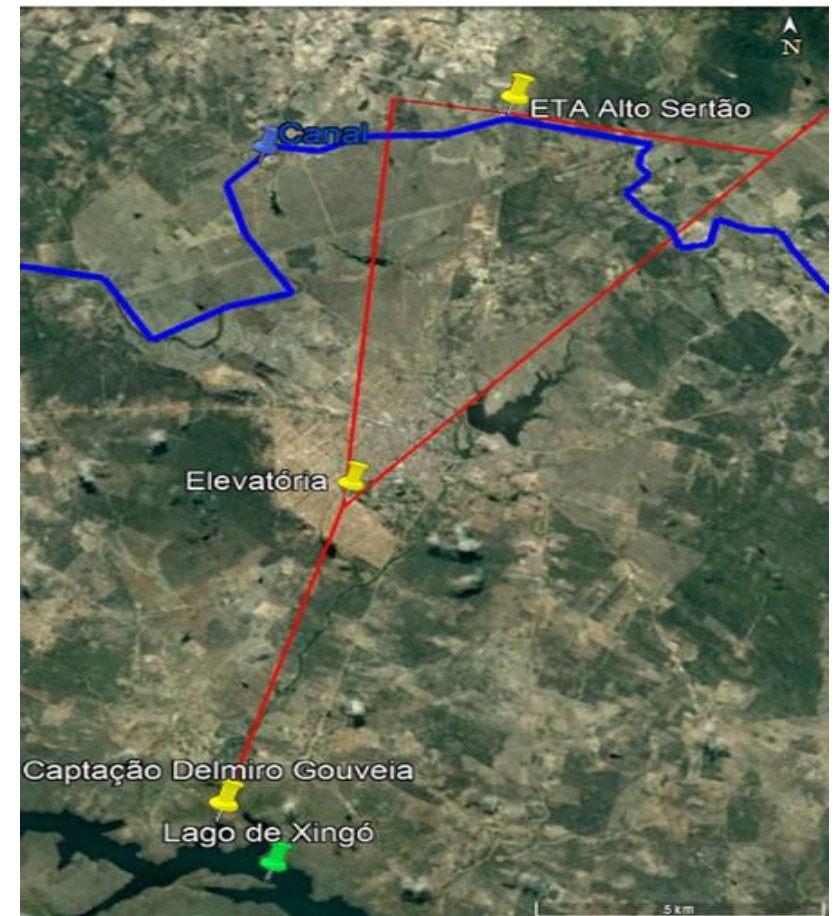 N
ETA Alto Sertão
Canal
Elevatória
Captação Delmiro Gouveia
Lago de Xingó
5 km